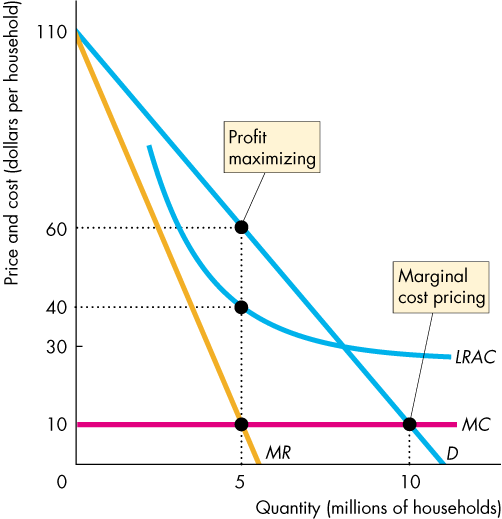 Price and cost (dollars per household)
110
60
40
30
10
0
Profit
maximizing
Marginal
cost pricing
LRAC
MC
MR
D
5
10
Quantity (millions of households)